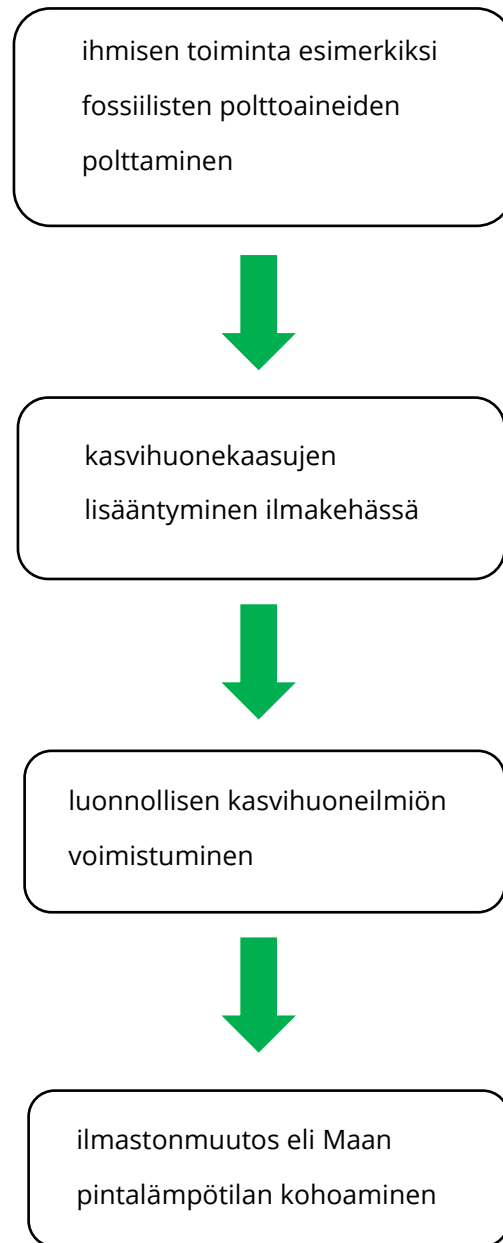 ihmisen toiminta esimerkiksi
fossiilisten polttoaineiden
polttaminen
kasvihuonekaasujen
lisääntyminen ilmakehässä
luonnollisen kasvihuoneilmiön
voimistuminen
ilmastonmuutos eli Maan
pintalämpötilan kohoaminen